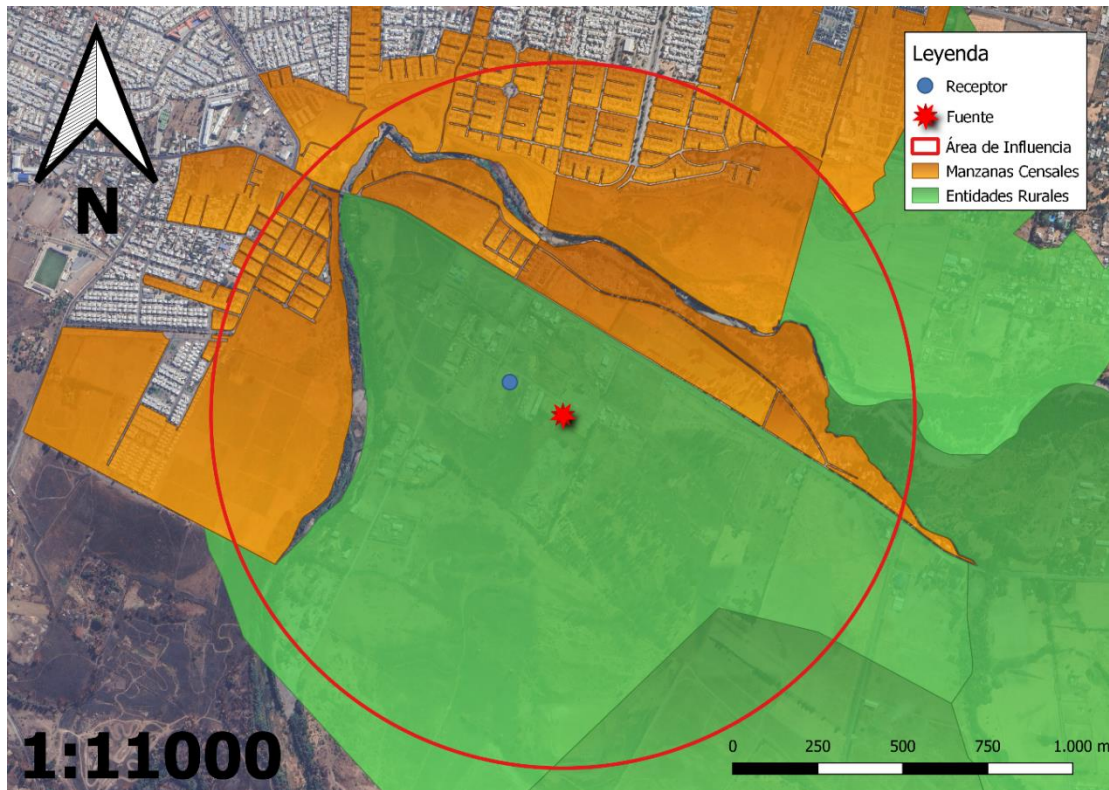 N
Leyenda
Receptor
Fuente
Área de Influencia
Manzanas Censales
Entidades Rurales
1:11000
0 250 500 750 1.000 m